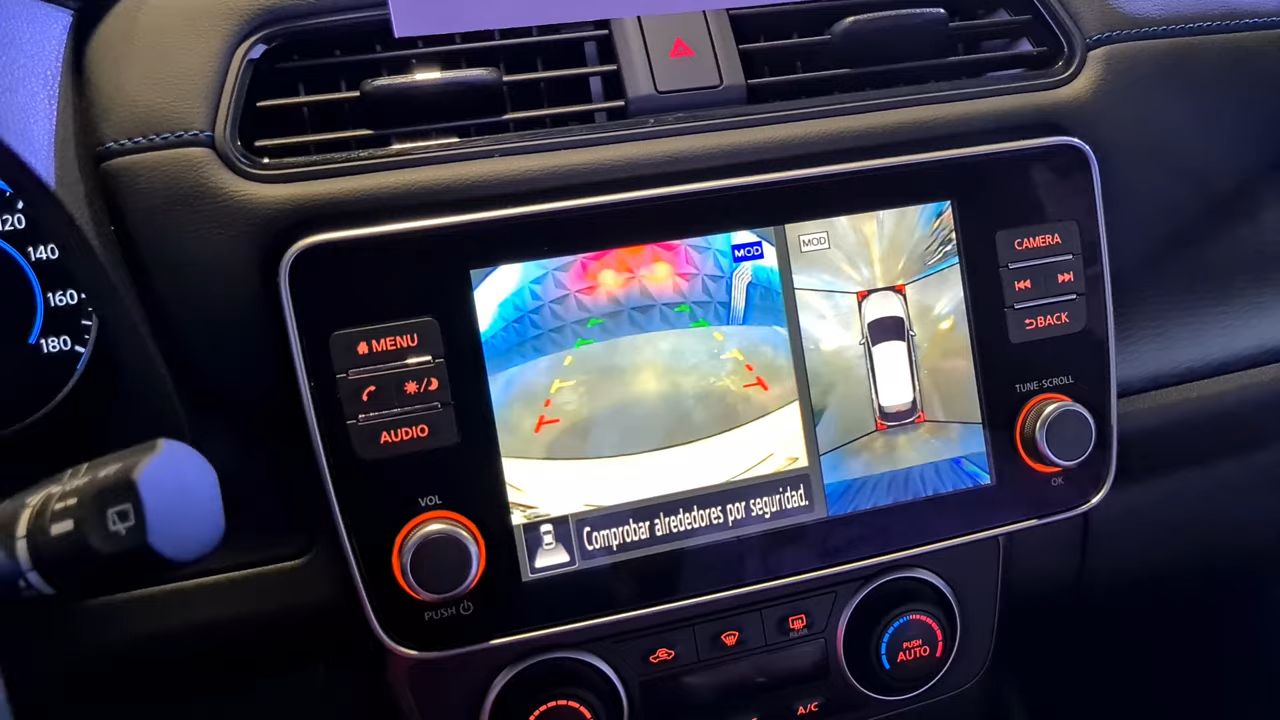 120
140
160
180
MENU
AUDIO
VOL
PUSH
MOD
MOD
Comprobar alrededores por seguridad.
CAMERA
BACK
TUNE·SCROLL
OK
REAR
PUSH
AUTO
A/C